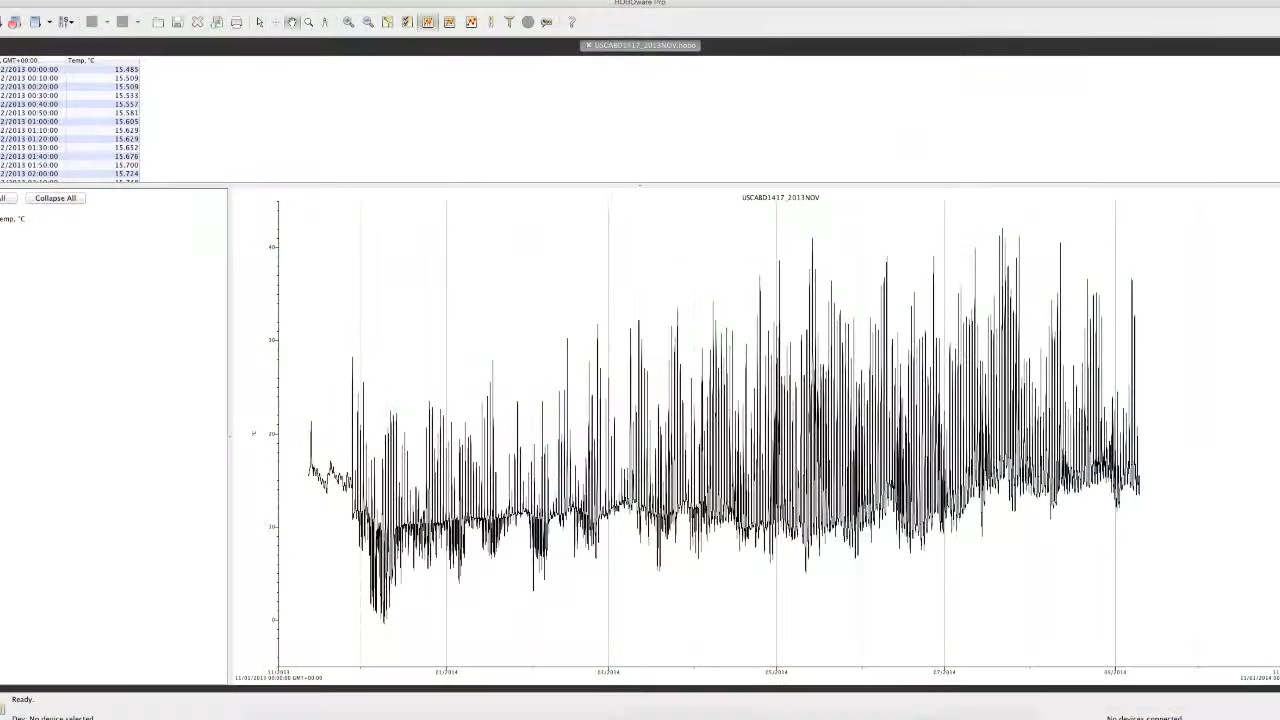 HOBOware Pro
USCABD1417_2013NOV.hobo
, GMT+00:00 Temp, °C
2/2013 00:00:00 15.485
2/2013 00:10:00 15.509
2/2013 00:20:00 15.509
2/2013 00:30:00 15.533
2/2013 00:40:00 15.557
2/2013 00:50:00 15.581
2/2013 01:00:00 15.605
2/2013 01:10:00 15.629
2/2013 01:20:00 15.629
2/2013 01:30:00 15.652
2/2013 01:40:00 15.676
2/2013 01:50:00 15.700
2/2013 02:00:00 15.724
Collapse All
emp, °C
USCABD1417_2013NOV
40
30
°C
20
10
0
11/2013 01/2014 03/2014 05/2014 07/2014 09/2014 11
11/01/2013 00:00:00 GMT+00:00 11/01/2014 00
Ready.
Dev: No device selected No devices connected